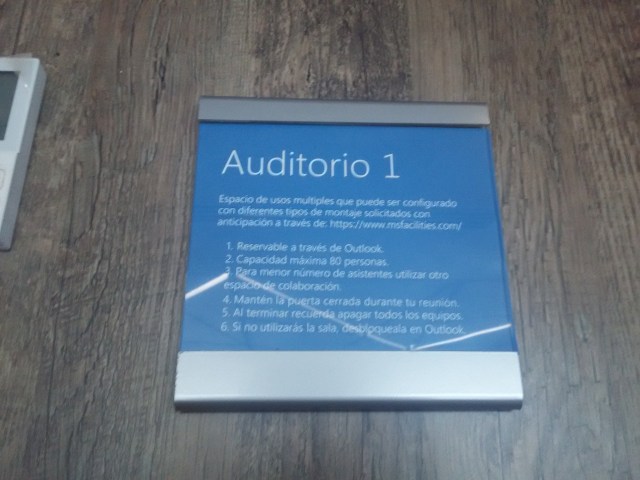 Auditorio 1
Espacio de usos multiples que puede ser configurado
con diferentes tipos de montaje solicitados con
anticipación a través de: https://www.msfacilities.com/
1. Reservable a través de Outlook.
2. Capacidad máxima 80 personas.
3. Para menor número de asistentes utilizar otro
espacio de colaboración.
4. Mantén la puerta cerrada durante tu reunión.
5. Al terminar recuerda apagar todos los equipos.
6. Si no utilizarás la sala, desbloqueala en Outlook.